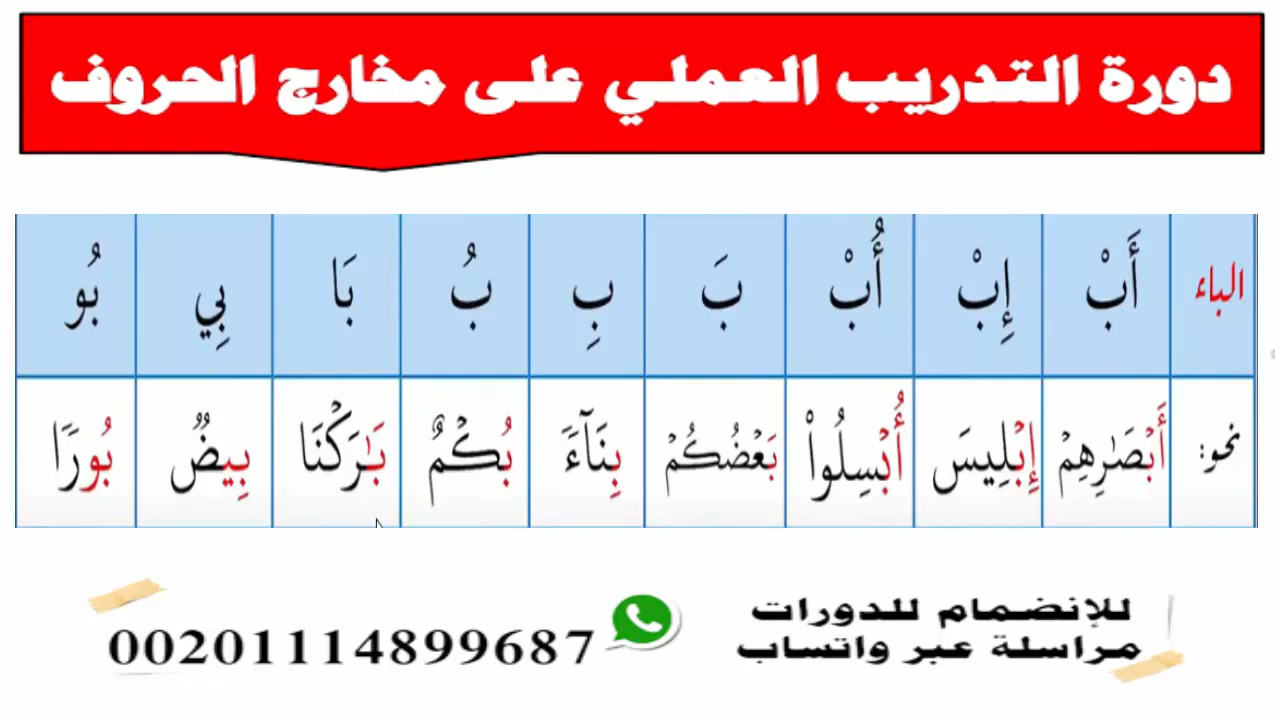 دورة التدريب العملي على مخارج الحروف
الباء أَبْ إِبْ أُبْ بَ بِ بُ بَا بِي بُو
نحو: أَبْصَٰرِهِمْ إِبْلِيسَ أُبْسِلُواْ بَعْضُكُمْ بِنَآءَ بُكْمٌ بَٰرَكْنَا بِيضٌ بُورًا
للإنضمام للدورات
مراسلة عبر واتساب
00201114899687